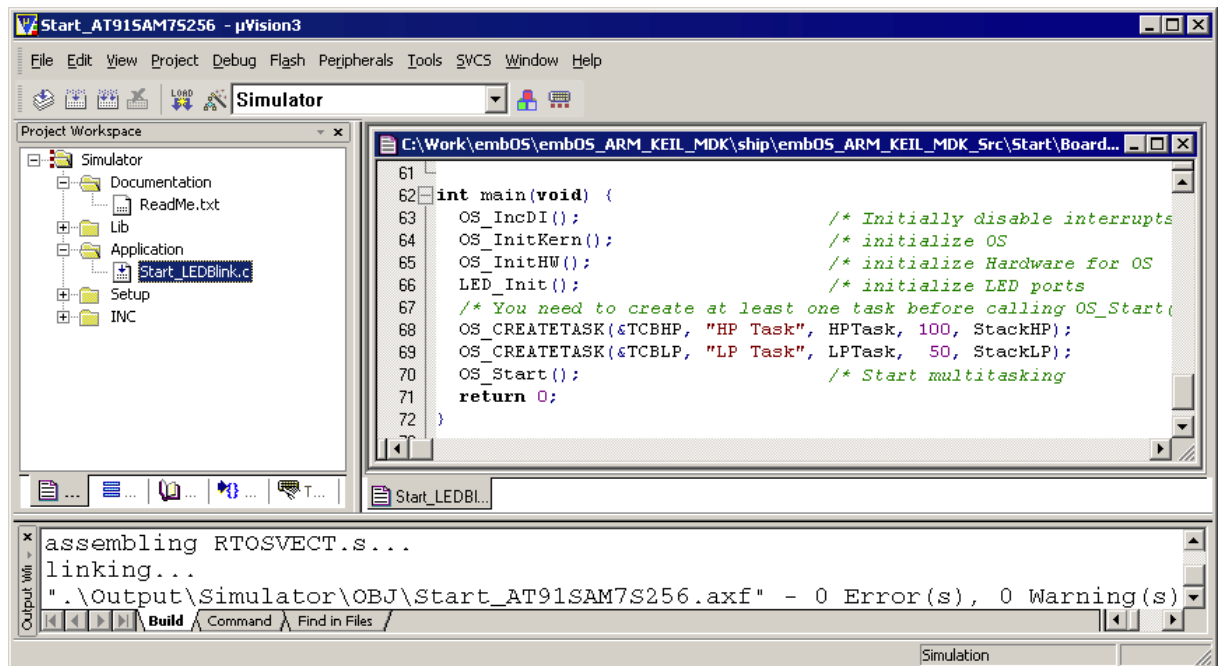 Start_AT91SAM7S256 - µVision3
File Edit View Project Debug Flash Peripherals Tools SVCS Window Help
LOAD Simulator
Project Workspace
Simulator
Documentation
ReadMe.txt
Lib
Application
Start_LEDBlink.c
Setup
INC
... ... ... ... T...
C:\Work\embOS\embOS_ARM_KEIL_MDK\ship\embOS_ARM_KEIL_MDK_Src\Start\Board...
61
62 int main(void) {
63 OS_IncDI(); /* Initially disable interrupts
64 OS_InitKern(); /* initialize OS
65 OS_InitHW(); /* initialize Hardware for OS
66 LED_Init(); /* initialize LED ports
67 /* You need to create at least one task before calling OS_Start(
68 OS_CREATETASK(&TCBHP, "HP Task", HPTask, 100, StackHP);
69 OS_CREATETASK(&TCBLP, "LP Task", LPTask, 50, StackLP);
70 OS_Start(); /* Start multitasking
71 return 0;
72 }
Start_LEDBl...
Output Win
assembling RTOSVECT.s...
linking...
".\Output\Simulator\OBJ\Start_AT91SAM7S256.axf" - 0 Error(s), 0 Warning(s)
Build Command Find in Files
Simulation